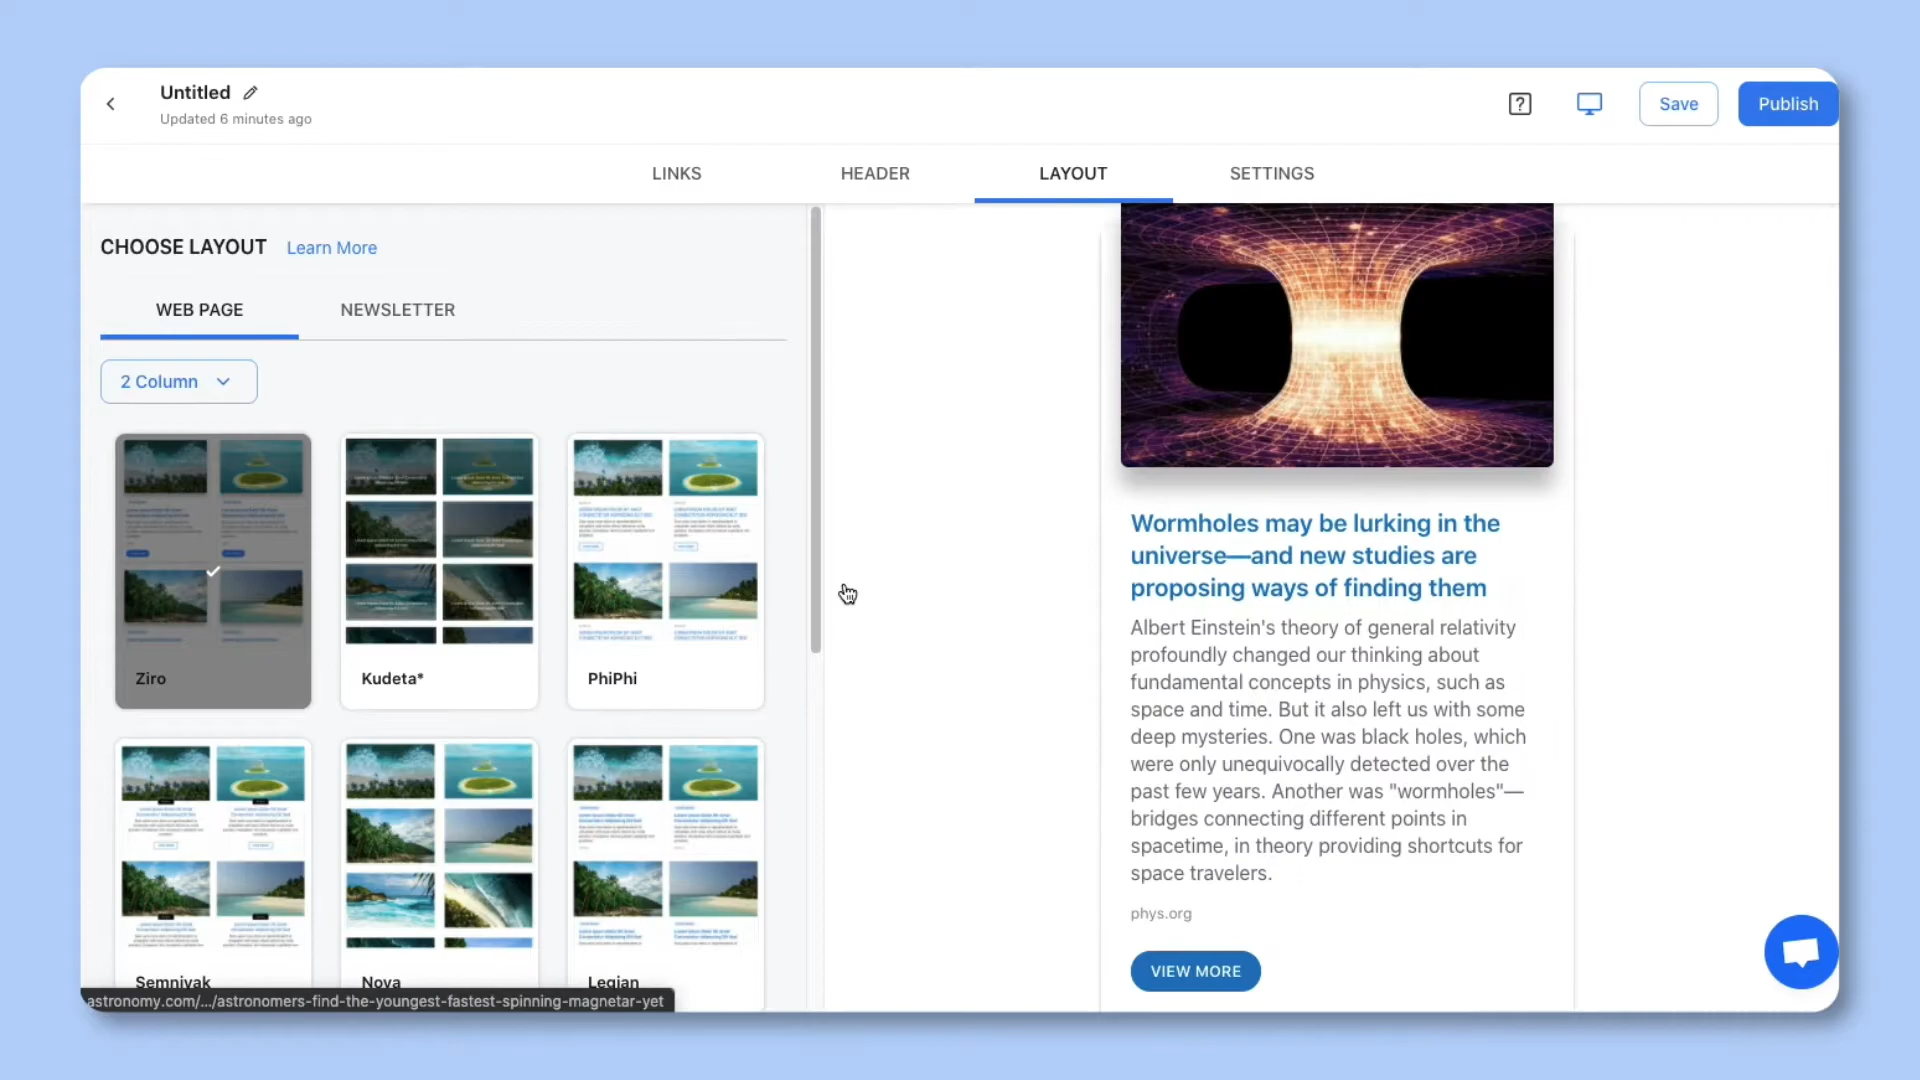 Untitled
Updated 6 minutes ago
?
Save
Publish
LINKS
HEADER
LAYOUT
SETTINGS
CHOOSE LAYOUT
Learn More
WEB PAGE
NEWSLETTER
2 Column
Ziro
Kudeta*
PhiPhi
Semniyak
Nova
Legian
astronomy.com/.../astronomers-find-the-youngest-fastest-spinning-magnetar-yet
Wormholes may be lurking in the
universe—and new studies are
proposing ways of finding them
Albert Einstein's theory of general relativity
profoundly changed our thinking about
fundamental concepts in physics, such as
space and time. But it also left us with some
deep mysteries. One was black holes, which
were only unequivocally detected over the
past few years. Another was "wormholes"—
bridges connecting different points in
spacetime, in theory providing shortcuts for
space travelers.
phys.org
VIEW MORE